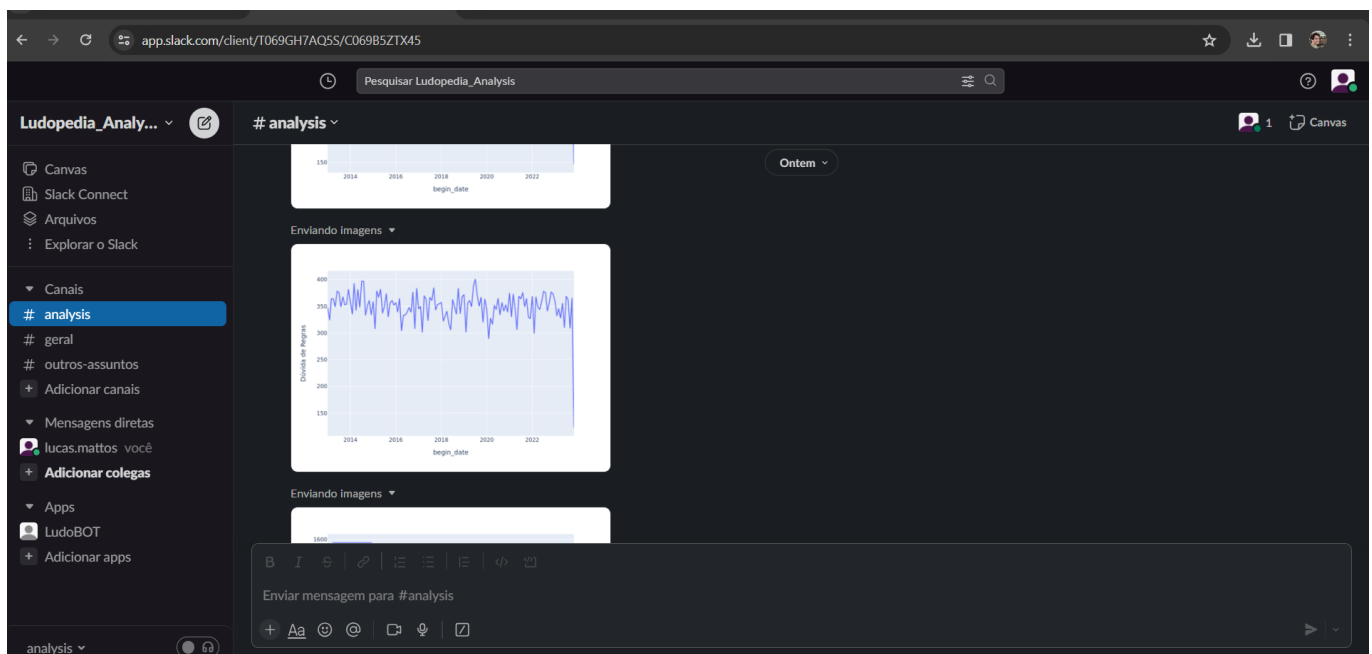 app.slack.com/client/T069GH7AQ5S/C069B5ZTX45
Pesquisar Ludopedia_Analysis
Ludopedia_Analy...
# analysis
1
Canvas
Canvas
Slack Connect
Arquivos
Explorar o Slack
Canais
# analysis
# geral
# outros-assuntos
+ Adicionar canais
Mensagens diretas
lucas.mattos você
+ Adicionar colegas
Apps
LudoBOT
+ Adicionar apps
analysis
Ontem
150
2014 2016 2018 2020 2022
begin_date
Enviando imagens
400
350
300
250
200
150
Dúvida de Regras
2014 2016 2018 2020 2022
begin_date
Enviando imagens
1600
B I S
Enviar mensagem para #analysis
+ Aa @